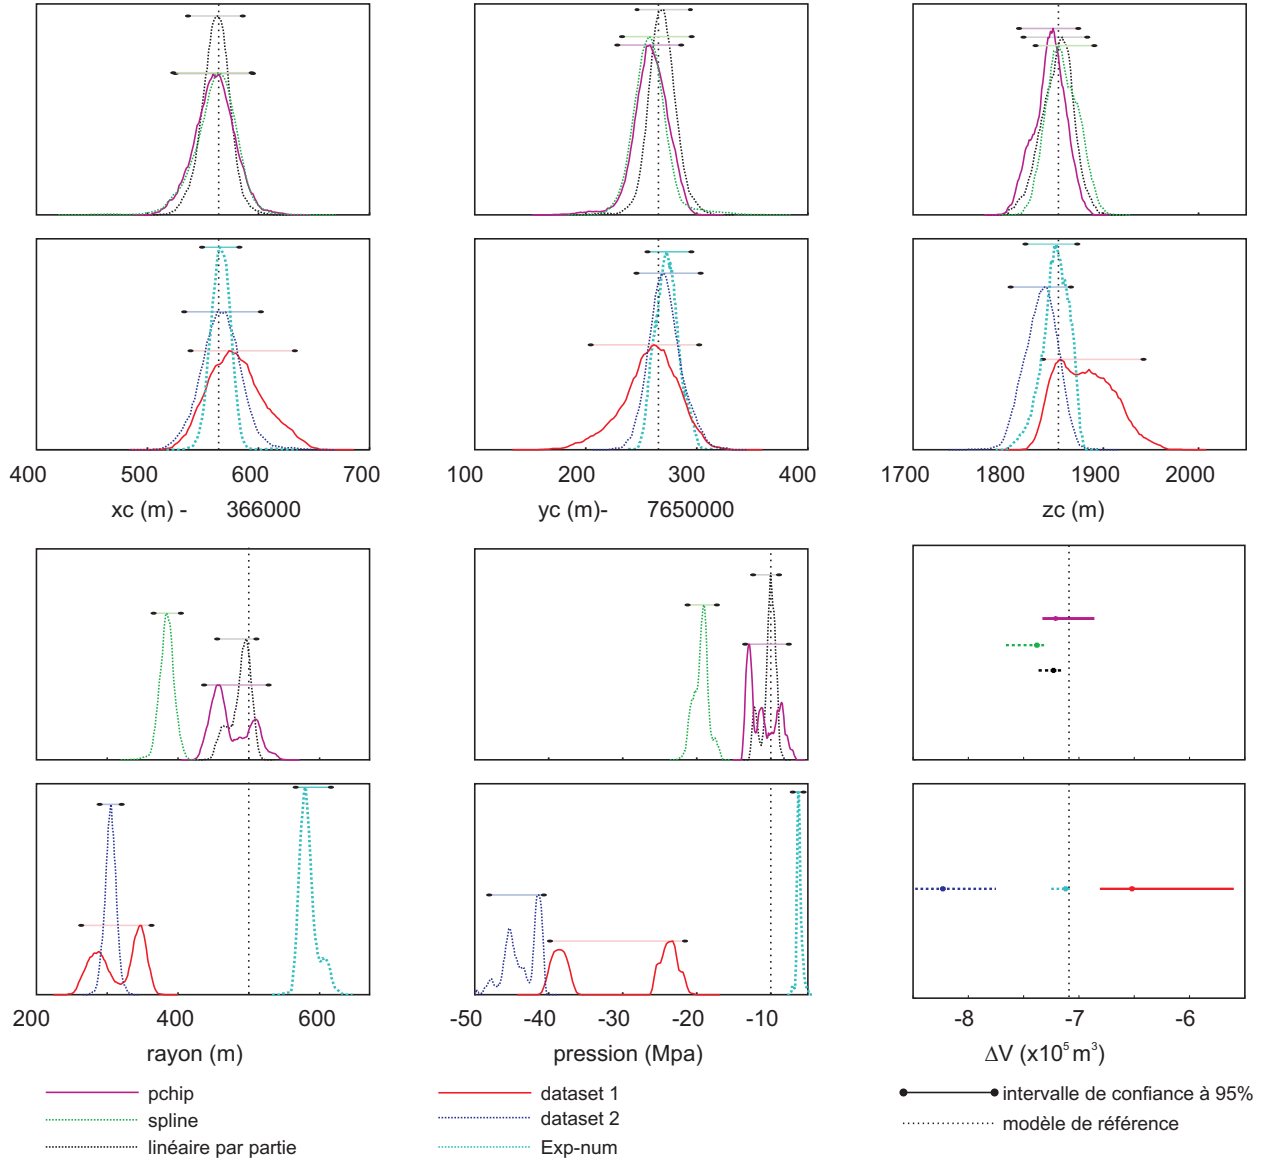 400 500 600 700
xc (m) - 366000
100 200 300 400
yc (m)- 7650000
1700 1800 1900 2000
zc (m)
200 400 600
rayon (m)
-50 -40 -30 -20 -10
pression (Mpa)
-8 -7 -6
ΔV (x10⁵ m³)
pchip
spline
linéaire par partie
dataset 1
dataset 2
Exp-num
intervalle de confiance à 95%
modèle de référence